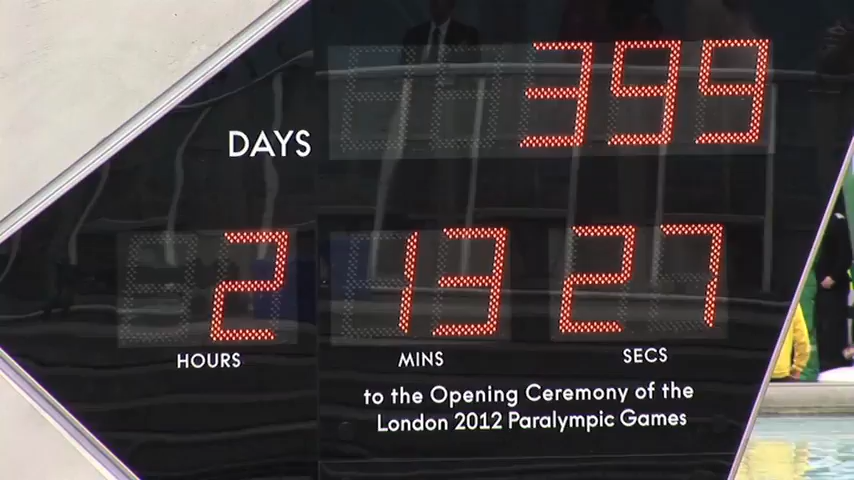 399
DAYS
2 13 27
HOURS MINS SECS
to the Opening Ceremony of the
London 2012 Paralympic Games